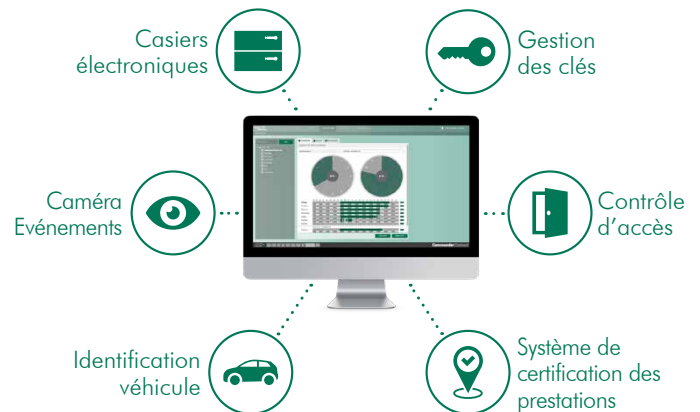 Casiers
électroniques
Gestion
des clés
Caméra
Evénements
Contrôle
d'accès
Identification
véhicule
Système de
certification des
prestations